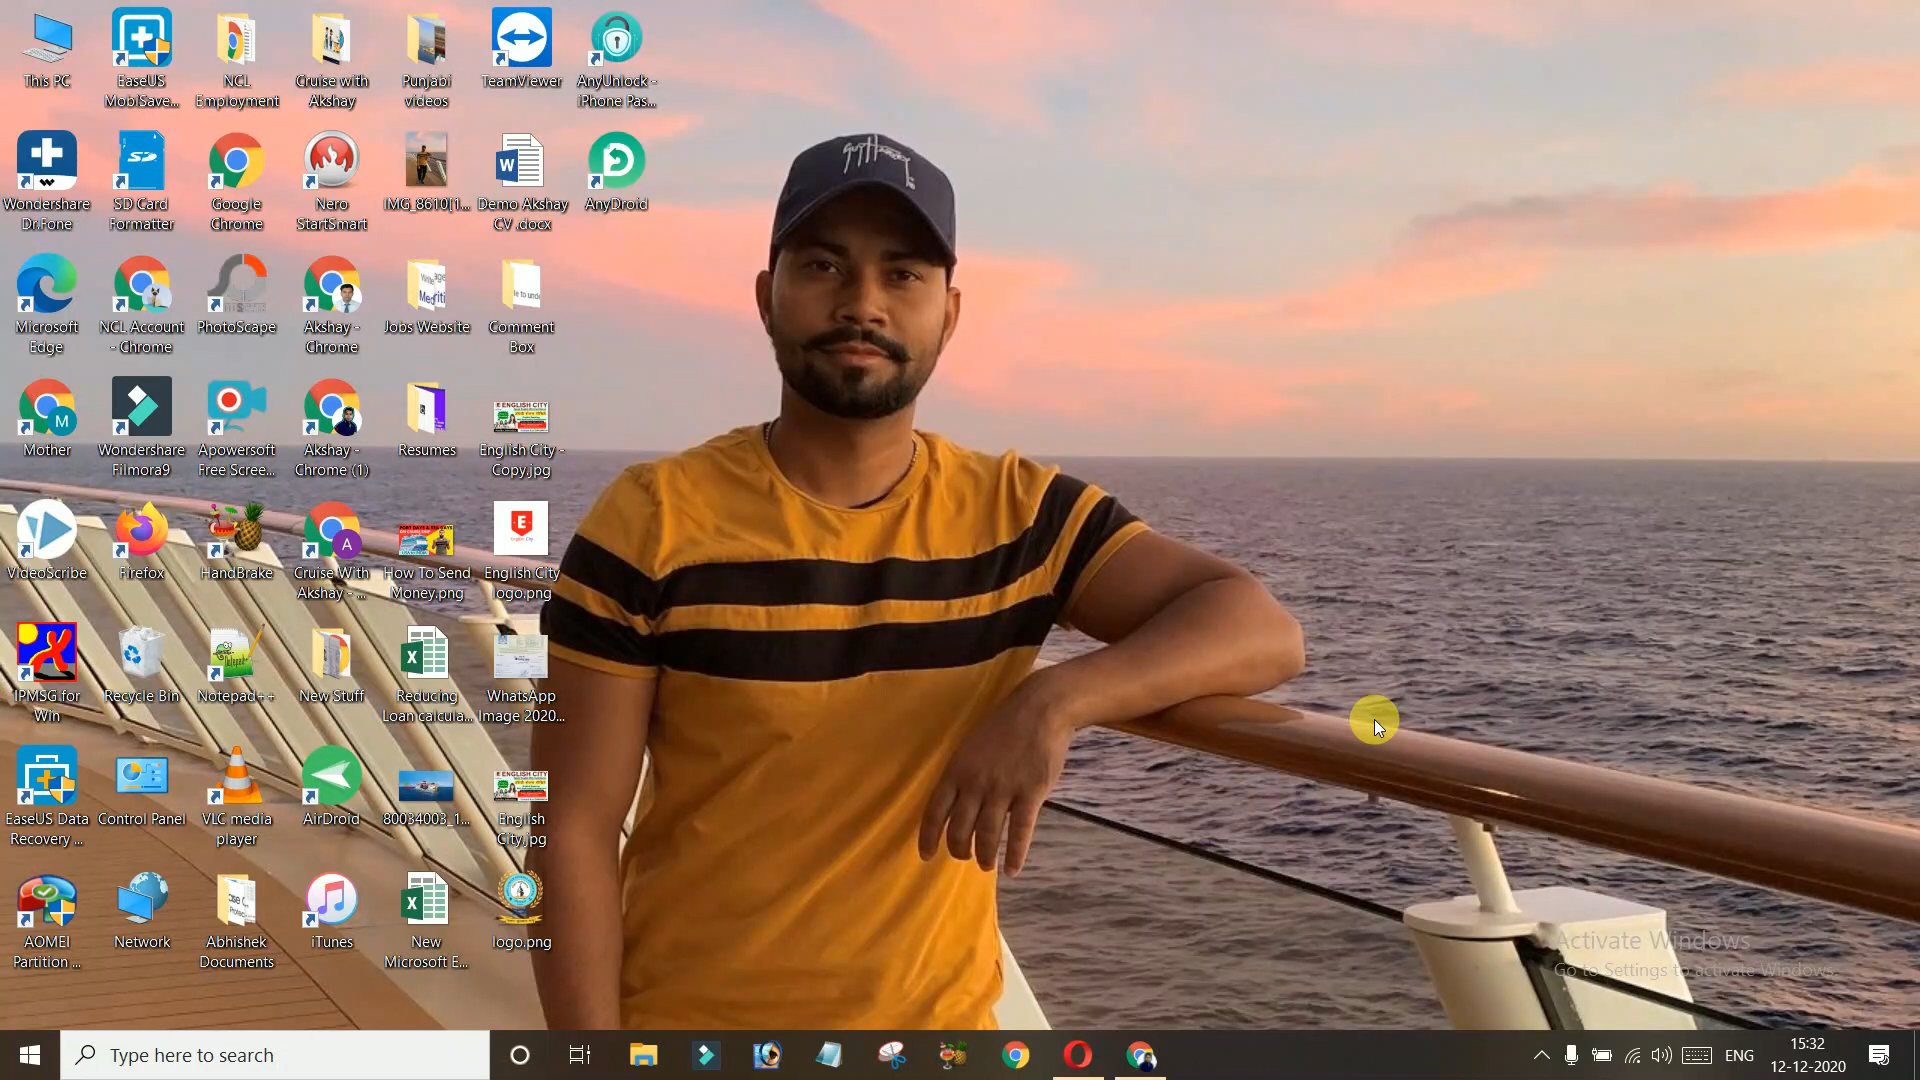 This PC
EaseUS
MobiSave...
NCL
Employment
Cruise with
Akshay
Punjabi
videos
TeamViewer
AnyUnlock -
iPhone Pas...
Wondershare
Dr.Fone
SD Card
Formatter
Google
Chrome
Nero
StartSmart
IMG_8610[1...
Demo Akshay
CV .docx
AnyDroid
Microsoft
Edge
NCL Account
- Chrome
PhotoScape
Akshay -
Chrome
Jobs Website
Comment
Box
Mother
Wondershare
Filmora9
Apowersoft
Free Scree...
Akshay -
Chrome (1)
Resumes
English City -
Copy.jpg
VideoScribe
Firefox
HandBrake
Cruise With
Akshay - ...
How To Send
Money.png
English City
logo.png
IPMSG for
Win
Recycle Bin
Notepad++
New Stuff
Reducing
Loan calcula...
WhatsApp
Image 2020...
EaseUS Data
Recovery ...
Control Panel
VLC media
player
AirDroid
80034003_1...
English
City.jpg
AOMEI
Partition ...
Network
Abhishek
Documents
iTunes
New
Microsoft E...
logo.png
Activate Windows
Go to Settings to activate Windows.
Type here to search
ENG
15:32
12-12-2020